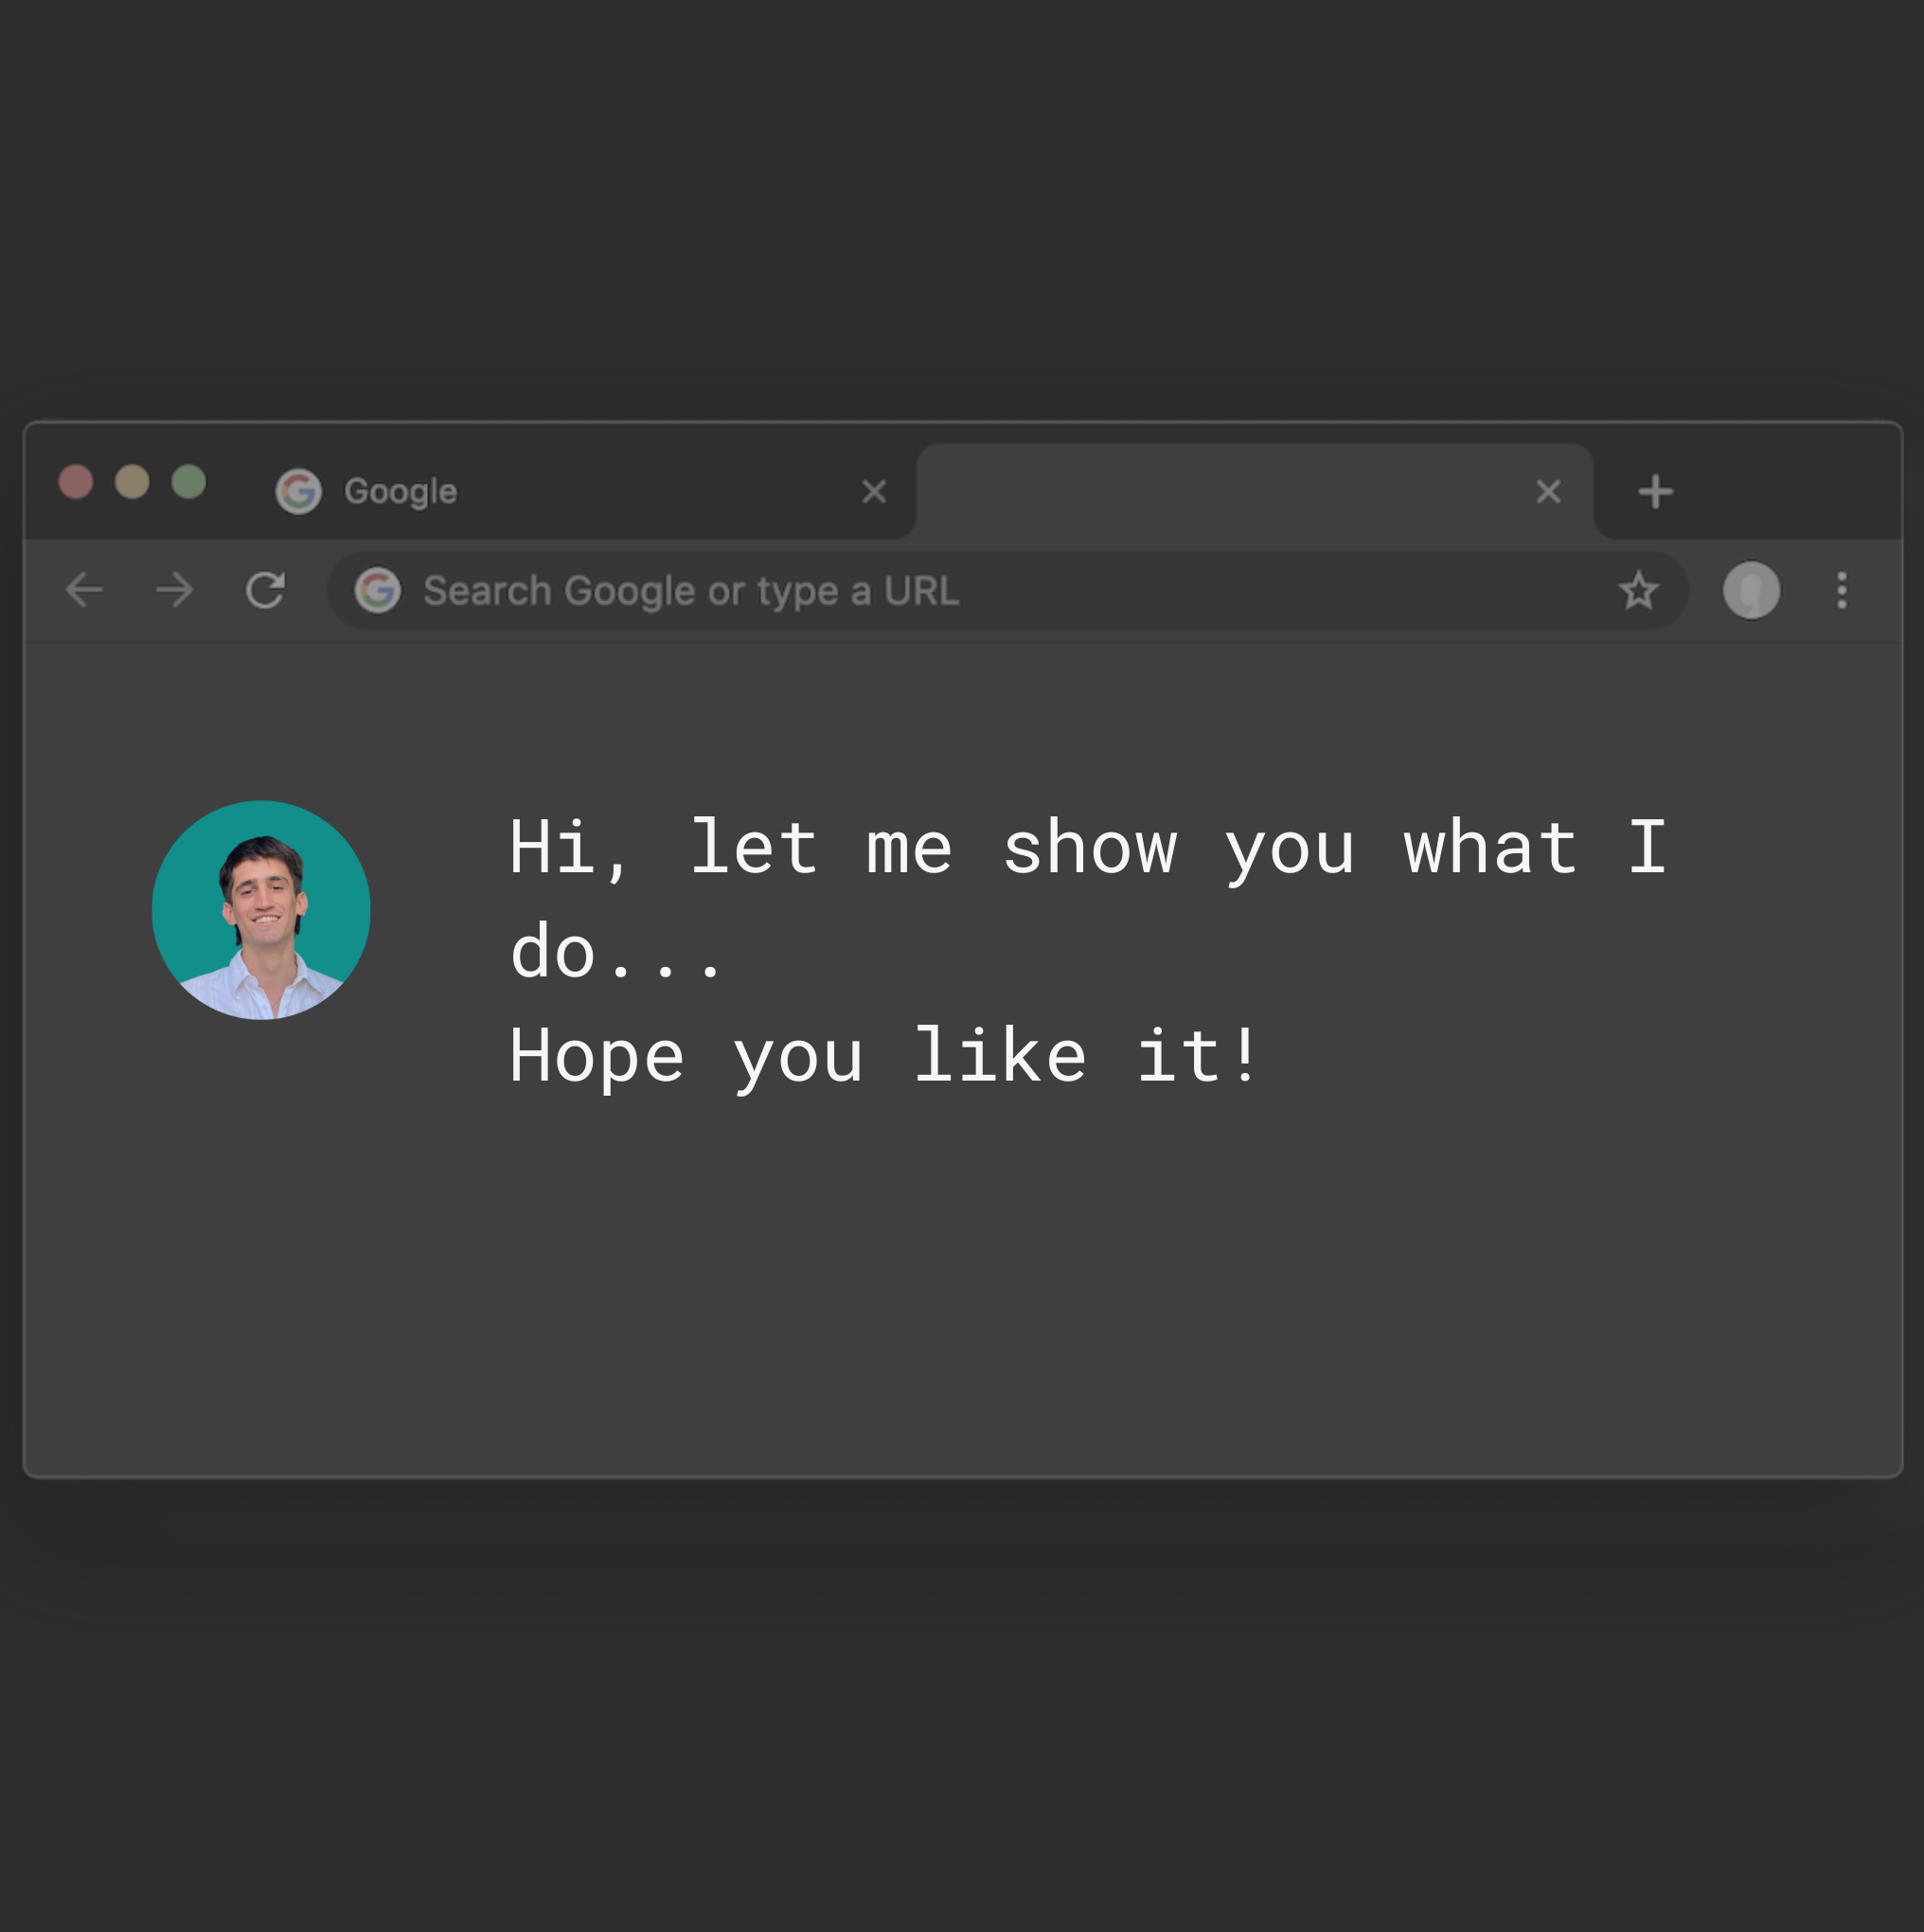 Google
Search Google or type a URL
Hi, let me show you what I
do...
Hope you like it!